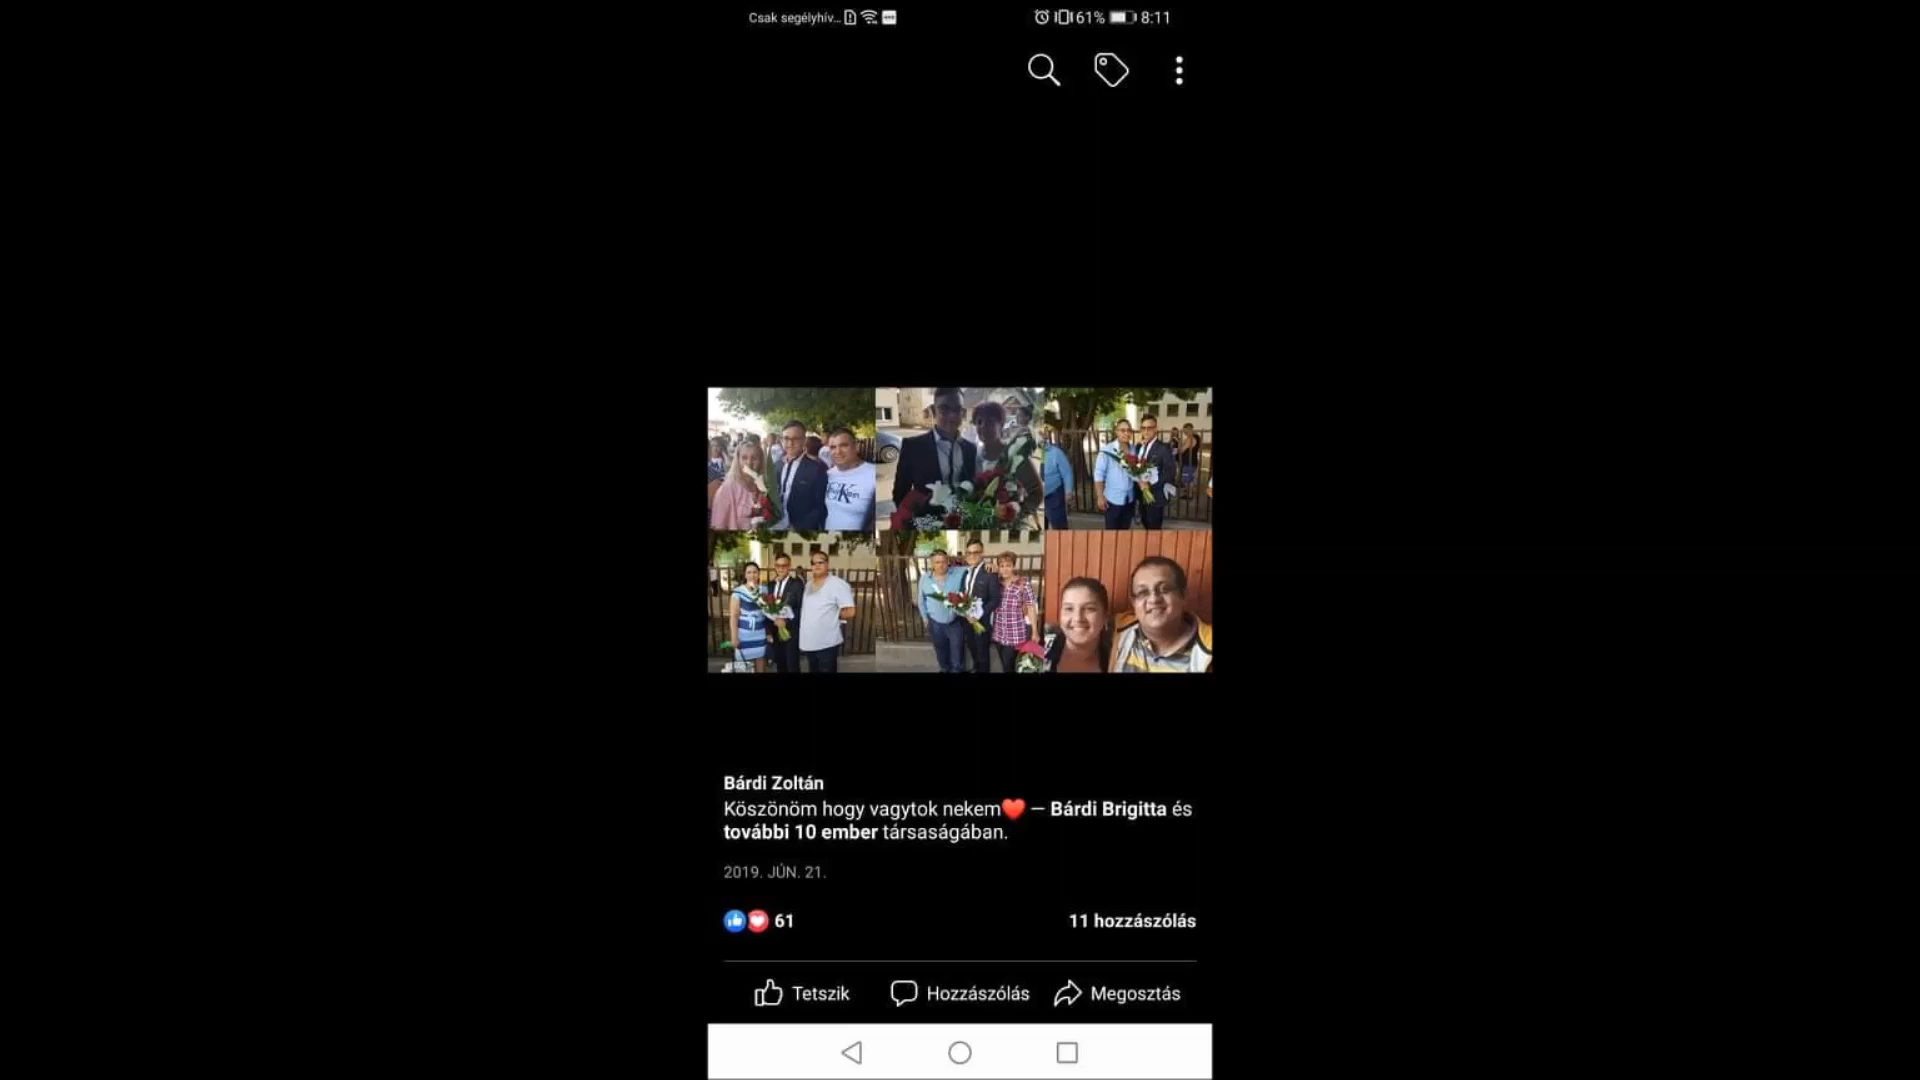 Csak segélyhív... 61% 8:11
Bárdi Zoltán
Köszönöm hogy vagytok nekem❤️ — Bárdi Brigitta és
további 10 ember társaságában.
2019. JÚN. 21.
61 11 hozzászólás
Tetszik Hozzászólás Megosztás